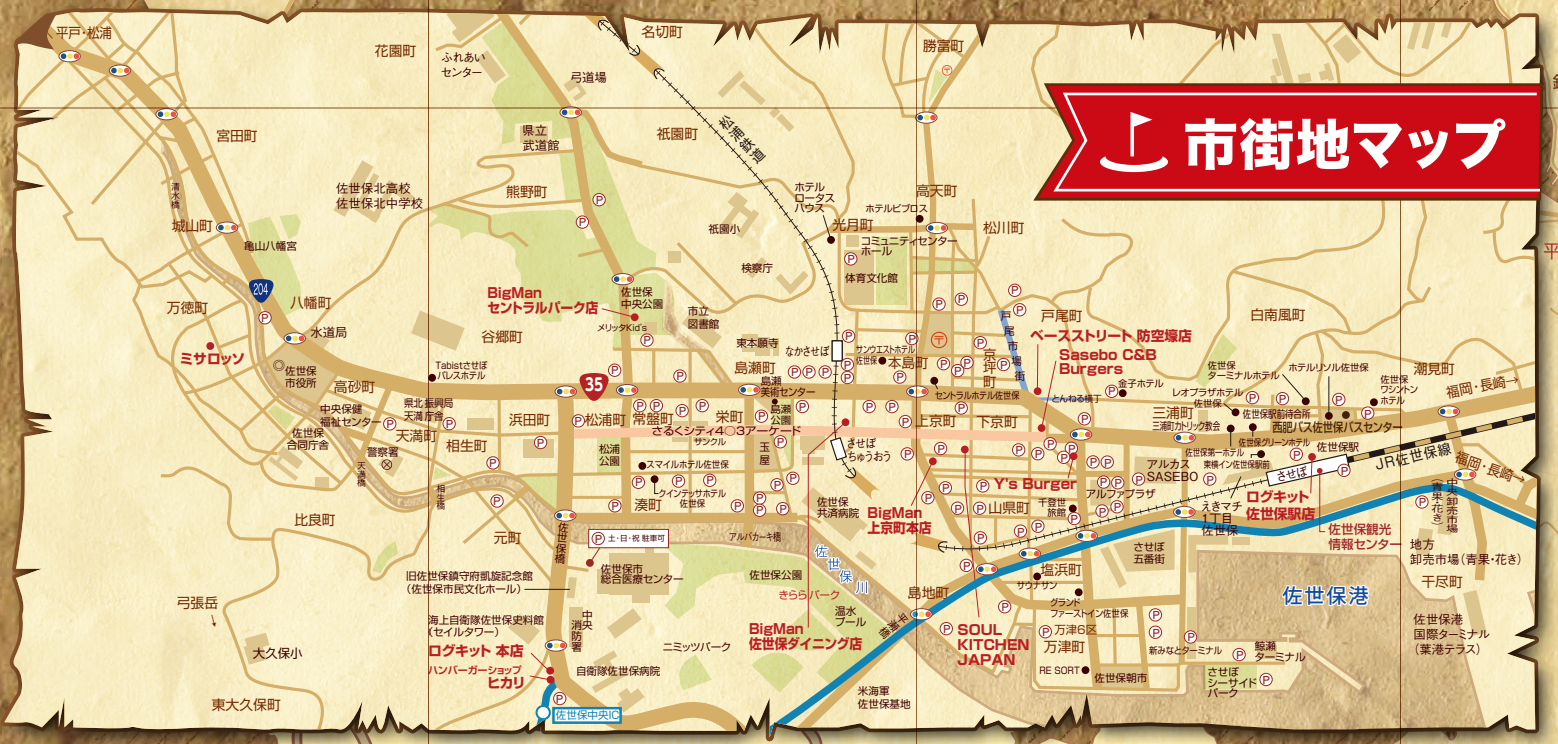 市街地マップ
平戸・松浦
花園町
ふれあい
センター
名切町
勝富町
弓道場
宮田町
県立
武道館
祇園町
松浦鉄道
清水橋
佐世保北高校
佐世保北中学校
熊野町
ホテル
ロータス
ハウス
高天町
ホテルビブロス
城山町
亀山八幡宮
祇園小
光月町
コミュニティセンター
ホール
松川町
検察庁
体育文化館
204
万徳町
八幡町
水道局
BigMan
セントラルパーク店
佐世保
中央公園
メリッタKid's
市立
図書館
谷郷町
戸尾市場街
戸尾町
白南風町
ミサロッソ
東本願寺
なかさせぼ
サンウエストホテル
佐世保
本島町
京坪町
ベースストリート 防空壕店
Sasebo C&B
Burgers
佐世保
市役所
Tabistさせぼ
パレスホテル
島瀬町
島瀬
美術センター
セントラルホテル佐世保
とんねる横丁
金子ホテル
佐世保
ターミナルホテル
ホテルリソル佐世保
潮見町
高砂町
35
レオプラザホテル
佐世保
佐世保
ワシントン
ホテル
福岡・長崎→
中央保健
福祉センター
県北振興局
天満庁舎
浜田町
松浦町
常盤町
栄町
島瀬
公園
上京町
下京町
三浦町
三浦町カトリック教会
佐世保駅前待合所
西肥バス佐世保バスセンター
佐世保
合同庁舎
天満町
相生町
さるくシティ4○3アーケード
サンクル
玉屋
させぼ
ちゅうおう
佐世保グリーンホテル
佐世保第一ホテル
東横イン佐世保駅前
佐世保駅
警察署
天満橋
相生橋
松浦
公園
スマイルホテル佐世保
クインテッサホテル
佐世保
湊町
Y's Burger
アルカス
SASEBO
アルファプラザ
させぼ
JR佐世保線
福岡・長崎→
比良町
元町
佐世保橋
土・日・祝 駐車可
アルバカーキ橋
佐世保
共済病院
BigMan
上京町本店
山県町
千登世
旅館
えきマチ
1丁目
佐世保
ログキット
佐世保駅店
佐世保観光
情報センター
中央卸売市場
(青果・花き)
地方
卸売市場(青果・花き)
旧佐世保鎮守府凱旋記念館
(佐世保市民文化ホール)
佐世保市
総合医療センター
佐世保公園
佐世保川
させぼ
五番街
塩浜町
サウナサン
佐世保港
干尽町
弓張岳
きららパーク
温水
プール
島地町
平瀬橋
グランド
ファーストイン佐世保
海上自衛隊佐世保史料館
(セイルタワー)
中央
消防署
BigMan
佐世保ダイニング店
SOUL
KITCHEN
JAPAN
万津6区
万津町
新みなとターミナル
鯨瀬
ターミナル
佐世保港
国際ターミナル
(葉港テラス)
大久保小
ログキット 本店
ハンバーガーショップ
ヒカリ
ニミッツパーク
自衛隊佐世保病院
RE SORT
佐世保朝市
させぼ
シーサイド
パーク
東大久保町
佐世保中央IC
米海軍
佐世保基地